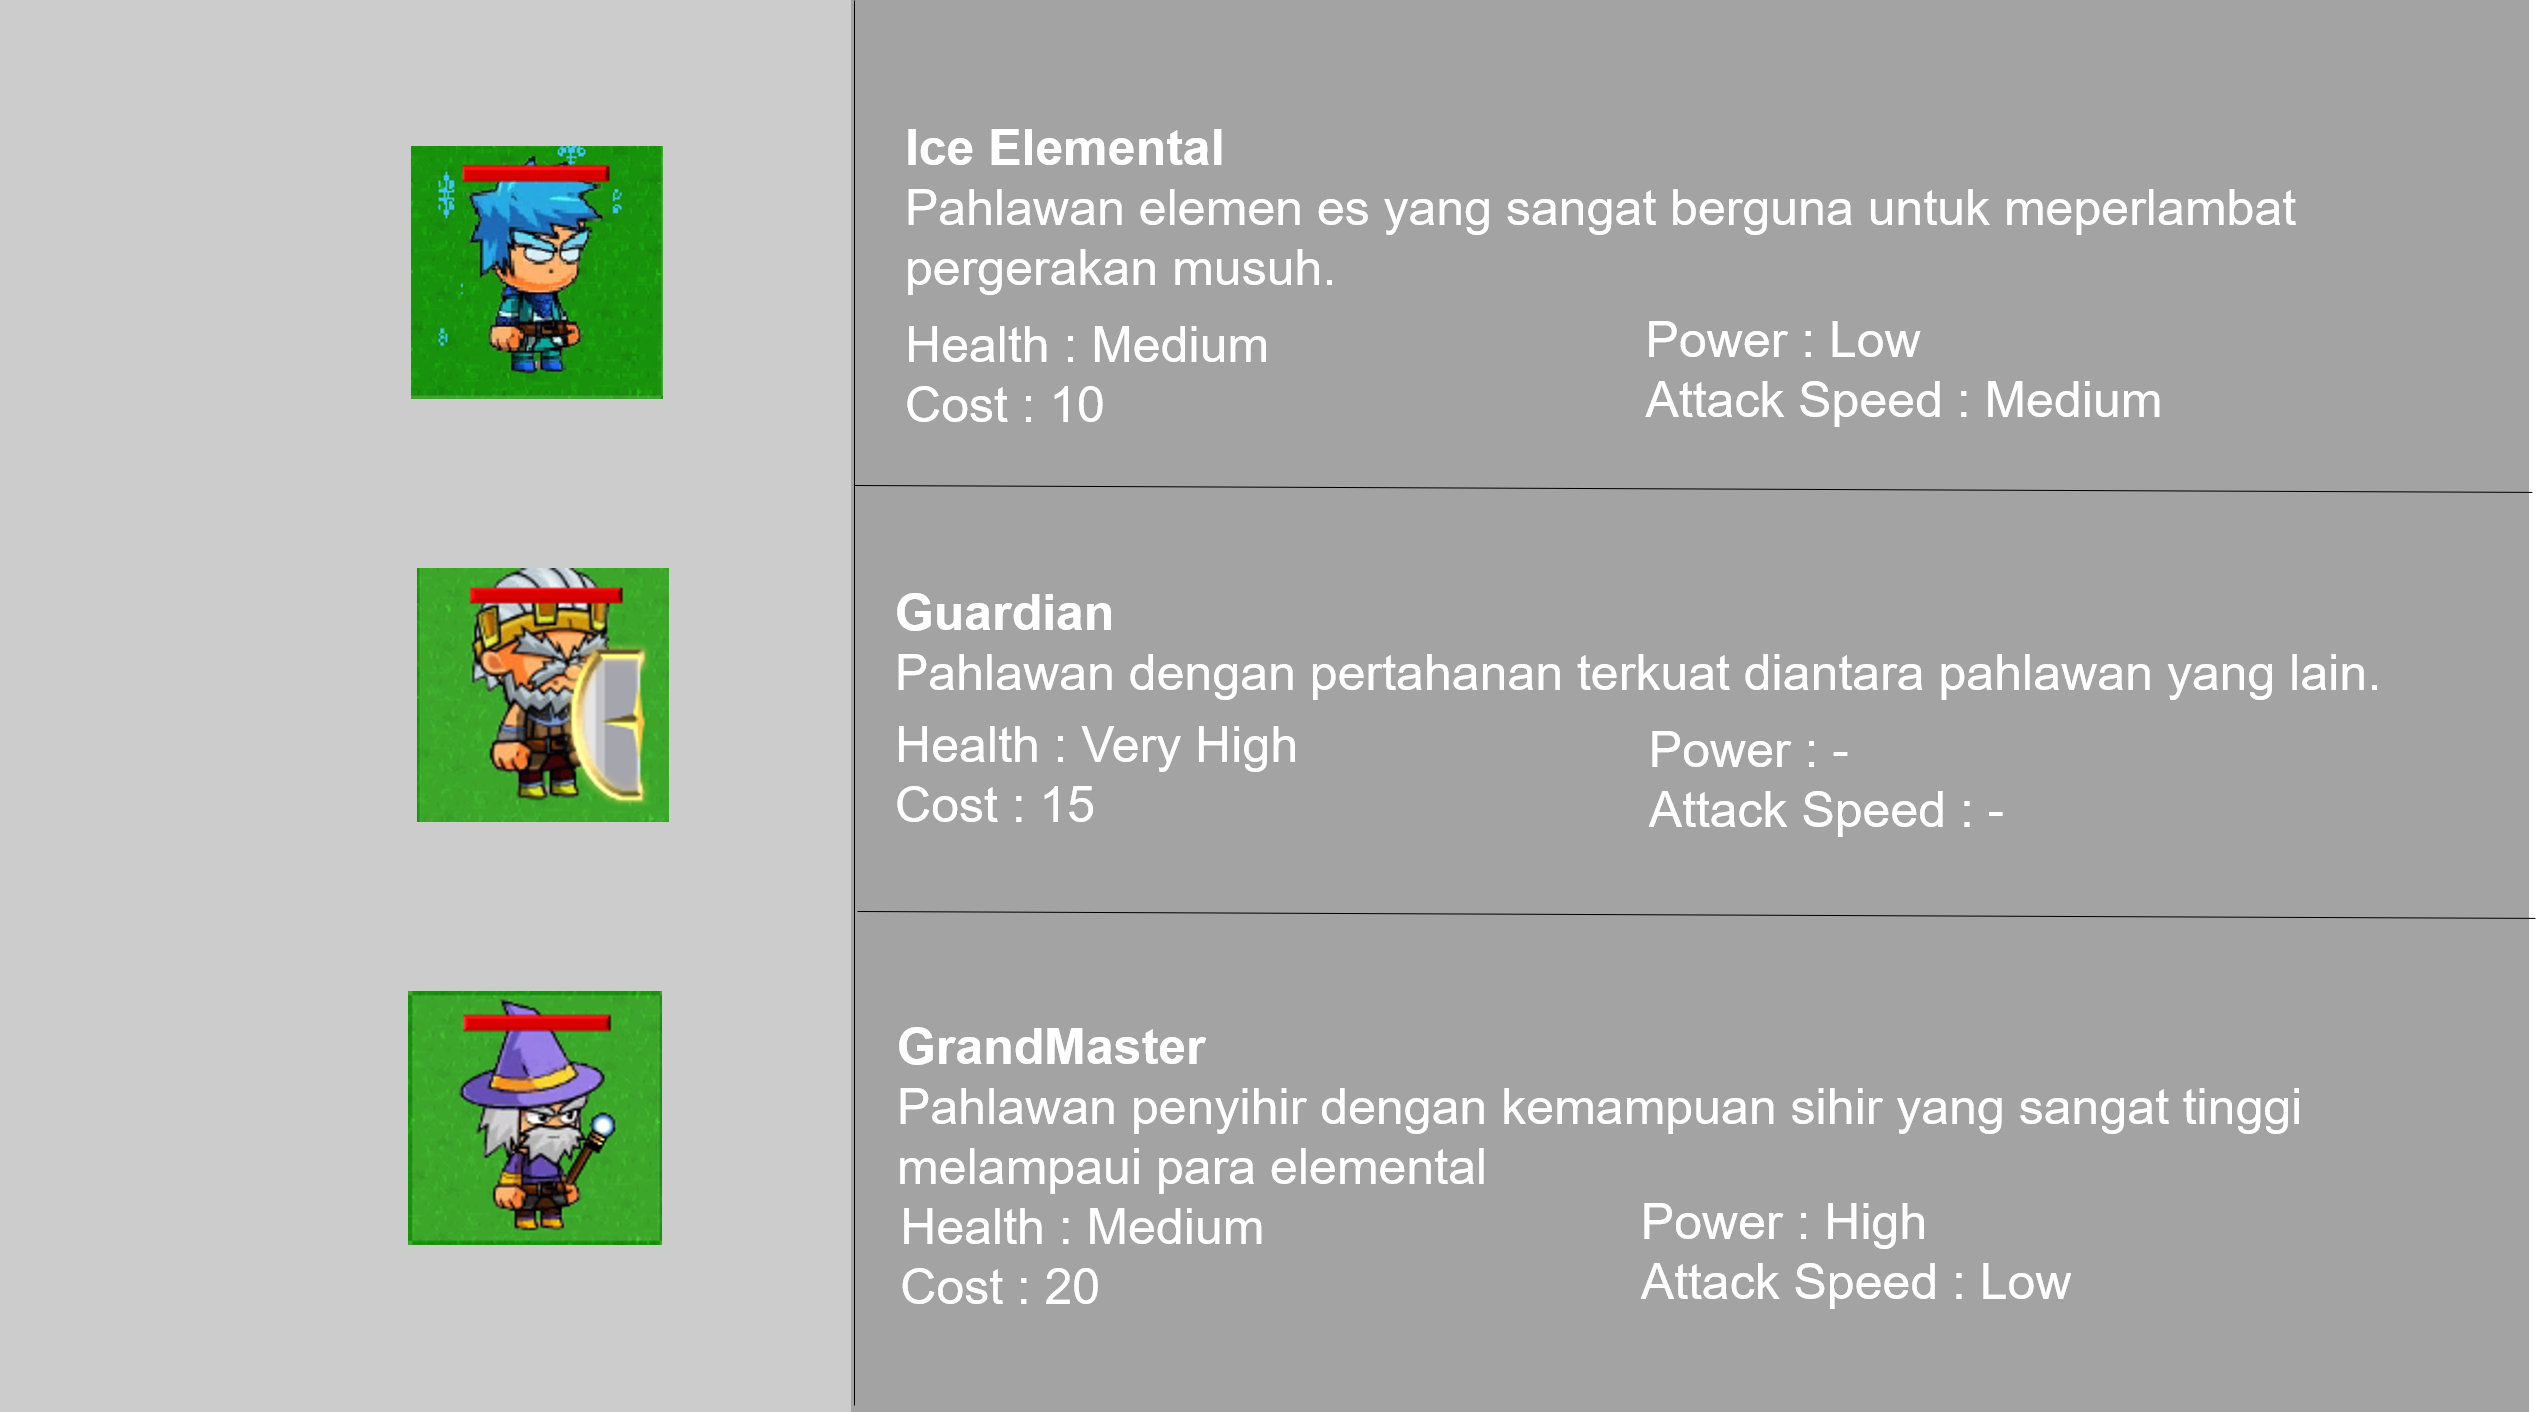 Ice Elemental
Pahlawan elemen es yang sangat berguna untuk meperlambat
pergerakan musuh.
Health : Medium
Cost : 10
Power : Low
Attack Speed : Medium
Guardian
Pahlawan dengan pertahanan terkuat diantara pahlawan yang lain.
Health : Very High
Cost : 15
Power : -
Attack Speed : -
GrandMaster
Pahlawan penyihir dengan kemampuan sihir yang sangat tinggi
melampaui para elemental
Health : Medium
Cost : 20
Power : High
Attack Speed : Low